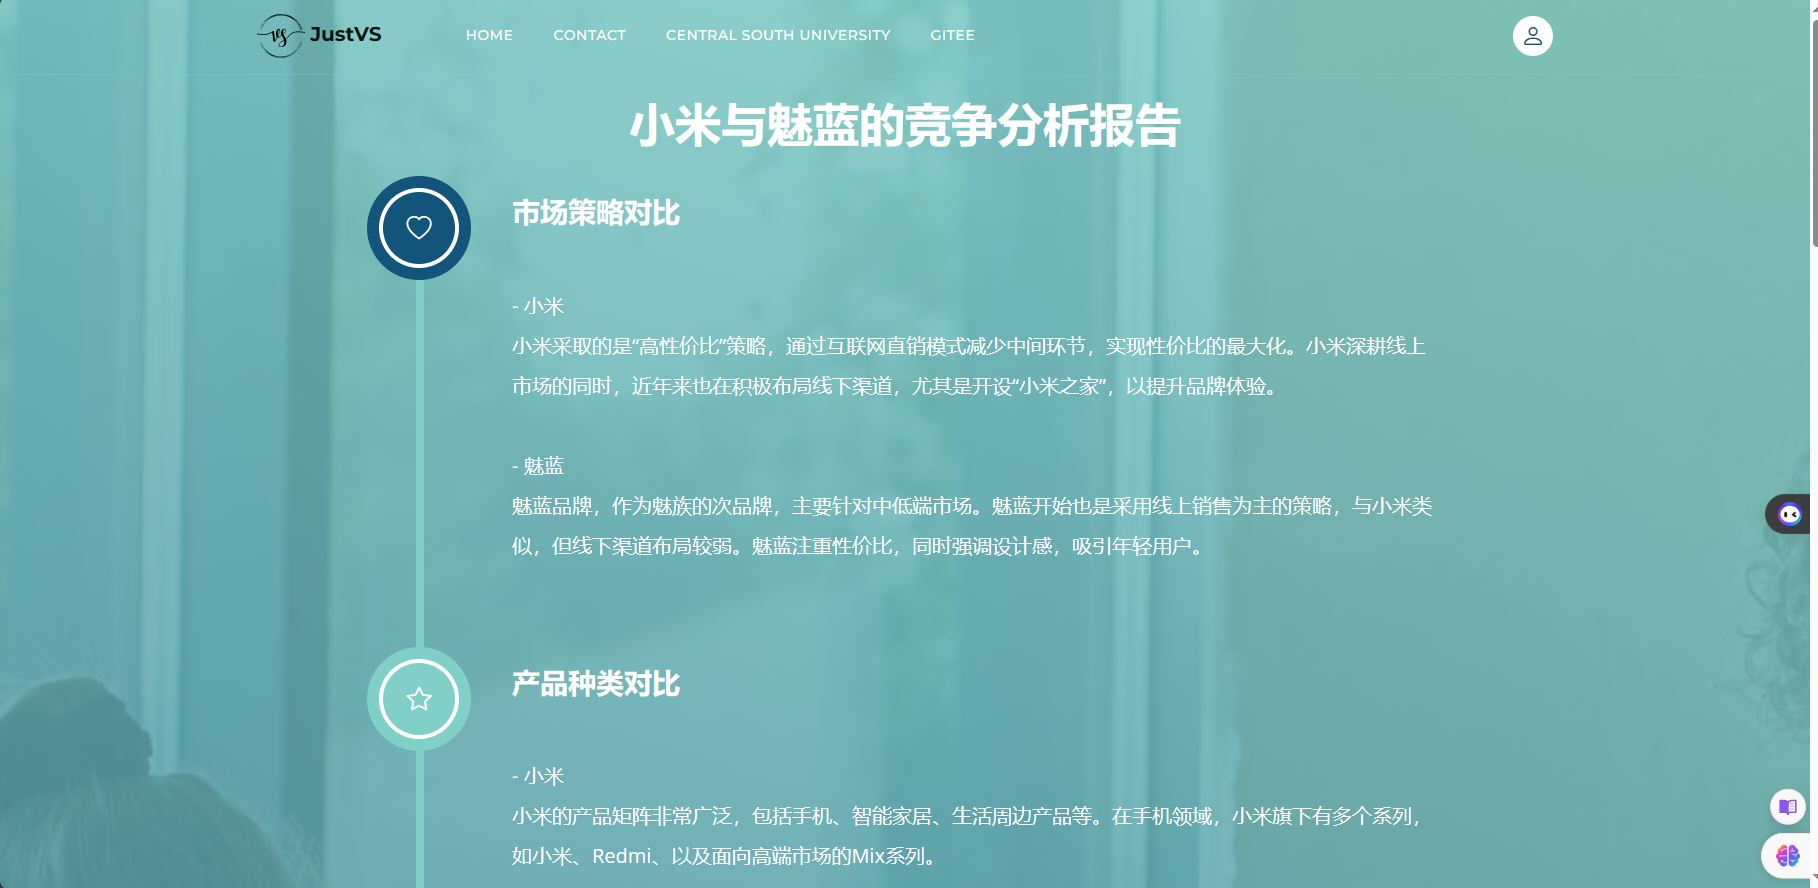 vs JustVS HOME CONTACT CENTRAL SOUTH UNIVERSITY GITEE
小米与魅蓝的竞争分析报告
市场策略对比
- 小米
小米采取的是“高性价比”策略，通过互联网直销模式减少中间环节，实现性价比的最大化。小米深耕线上
市场的同时，近年来也在积极布局线下渠道，尤其是开设“小米之家”，以提升品牌体验。
- 魅蓝
魅蓝品牌，作为魅族的次品牌，主要针对中低端市场。魅蓝开始也是采用线上销售为主的策略，与小米类
似，但线下渠道布局较弱。魅蓝注重性价比，同时强调设计感，吸引年轻用户。
产品种类对比
- 小米
小米的产品矩阵非常广泛，包括手机、智能家居、生活周边产品等。在手机领域，小米旗下有多个系列，
如小米、Redmi、以及面向高端市场的Mix系列。